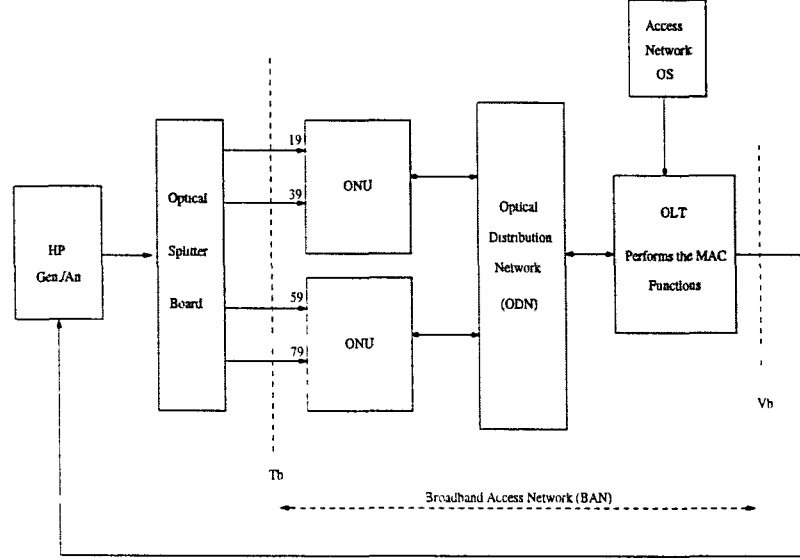 Access
Network
OS
19
39
ONU
Optical
Splitter
Board
HP
Gen./An
59
79
ONU
Optical
Distribution
Network
(ODN)
OLT
Performs the MAC
Functions
Tb
Vb
Broadband Access Network (BAN)